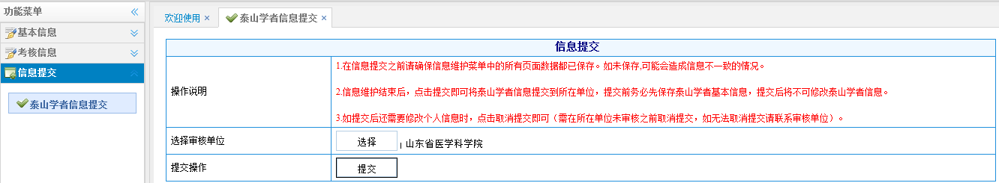 功能菜单
基本信息
考核信息
信息提交
泰山学者信息提交
欢迎使用
泰山学者信息提交
信息提交
操作说明
1.在信息提交之前请确保信息维护菜单中的所有页面数据都已保存。如未保存,可能会造成信息不一致的情况。
2.信息维护结束后，点击提交即可将泰山学者信息提交到所在单位，提交前务必先保存泰山学者基本信息，提交后将不可修改泰山学者信息。
3.如提交后还需要修改个人信息时，点击取消提交即可（需在所在单位未审核之前取消提交，如无法取消提交请联系审核单位）。
选择审核单位
选择 山东省医学科学院
提交操作
提交